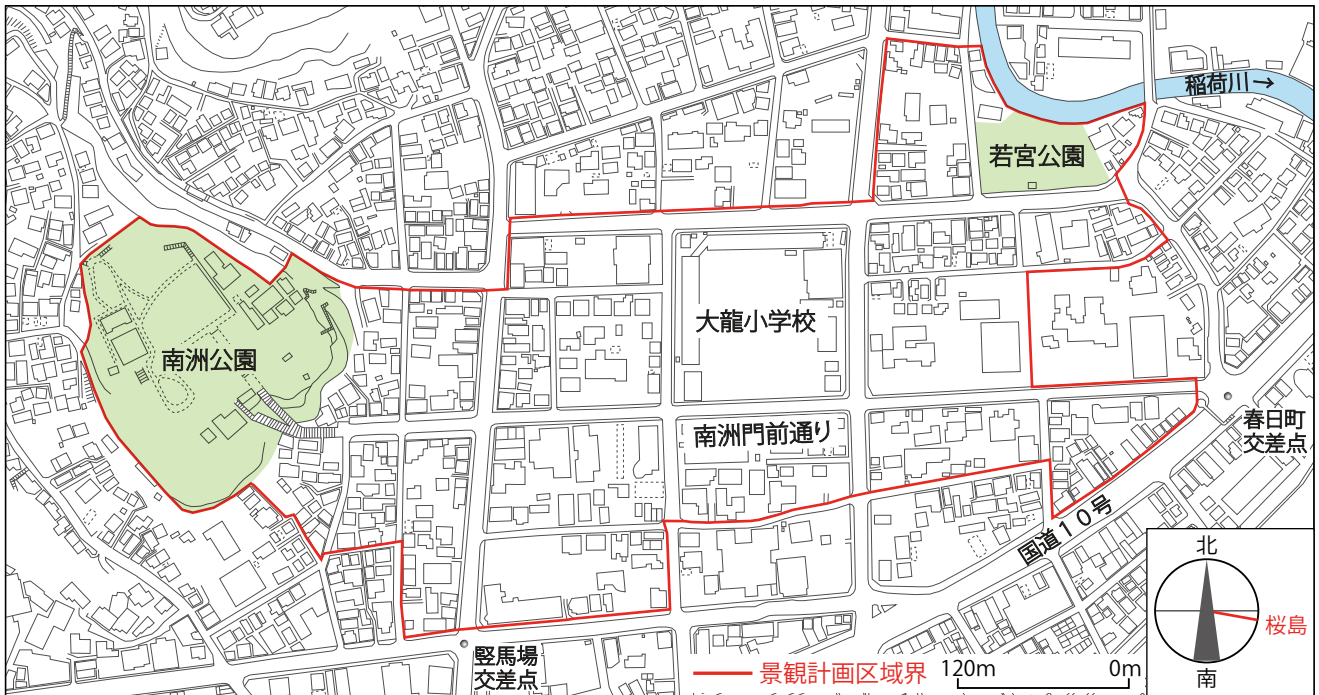 稲荷川→
若宮公園
大龍小学校
南洲公園
南洲門前通り
春日町
交差点
国道10号
竪馬場
交差点
景観計画区域界
120m 0m
北
桜島
南